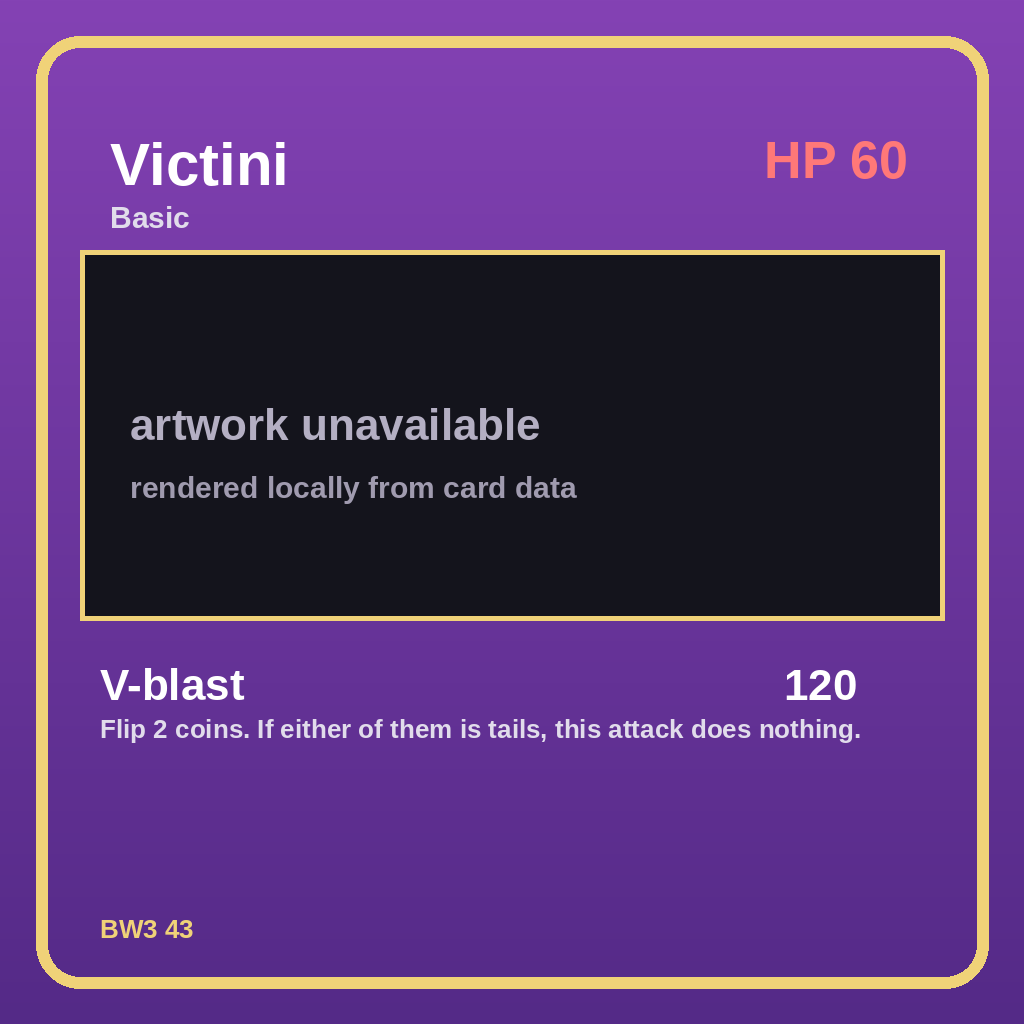 Victini
HP 60
Basic
artwork unavailable
rendered locally from card data
V-blast
120
Flip 2 coins. If either of them is tails, this attack does nothing.
BW3 43